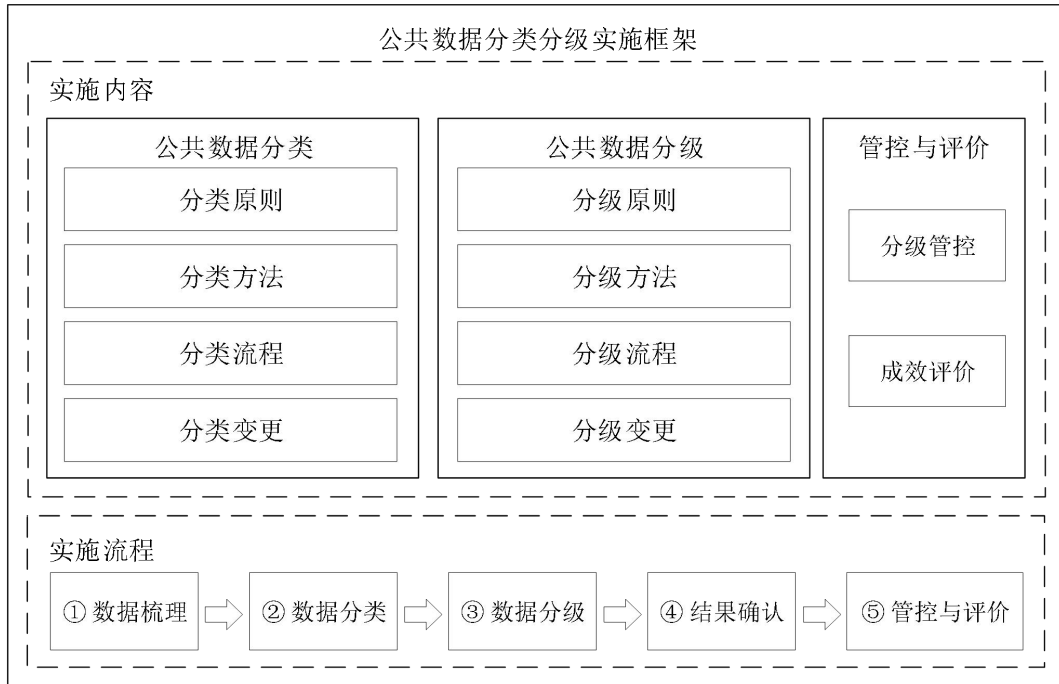 公共数据分类分级实施框架
实施内容
公共数据分类
分类原则
分类方法
分类流程
分类变更
公共数据分级
分级原则
分级方法
分级流程
分级变更
管控与评价
分级管控
成效评价
实施流程
① 数据梳理
② 数据分类
③ 数据分级
④ 结果确认
⑤ 管控与评价